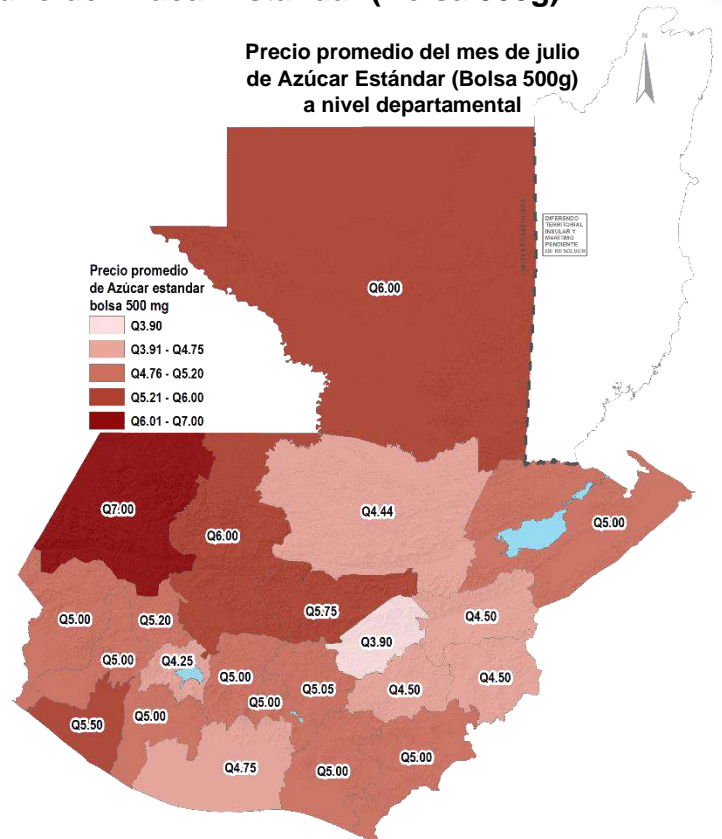 Precio promedio del mes de julio
de Azúcar Estándar (Bolsa 500g)
a nivel departamental
N
DIFERENDO
TERRITORIAL
INSULAR Y
MARÍTIMO
PENDIENTE
DE RESOLVER
Precio promedio
de Azúcar estandar
bolsa 500 mg
Q3.90
Q3.91 - Q4.75
Q4.76 - Q5.20
Q5.21 - Q6.00
Q6.01 - Q7.00
Q6.00
Q7.00
Q6.00
Q4.44
Q5.00
Q5.75
Q5.00
Q5.20
Q3.90
Q4.50
Q5.00
Q4.25
Q5.00
Q5.05
Q4.50
Q4.50
Q5.50
Q5.00
Q5.00
Q4.75
Q5.00
Q5.00